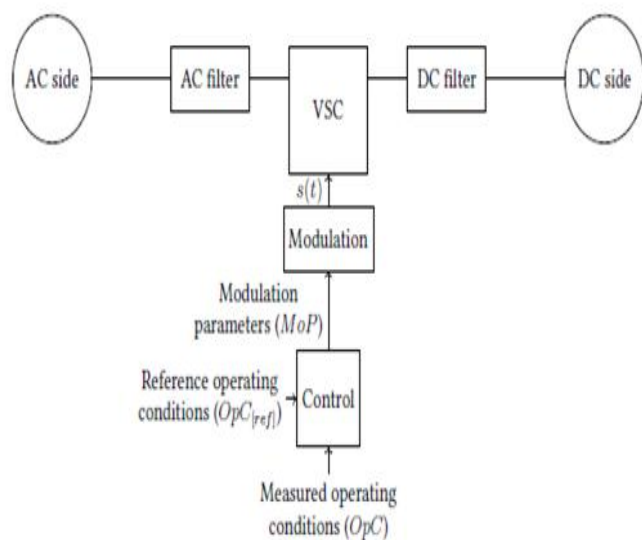 AC side
AC filter
VSC
DC filter
DC side
s(t)
Modulation
Modulation
parameters (MoP)
Reference operating
conditions (OpC|ref|)
Control
Measured operating
conditions (OpC)